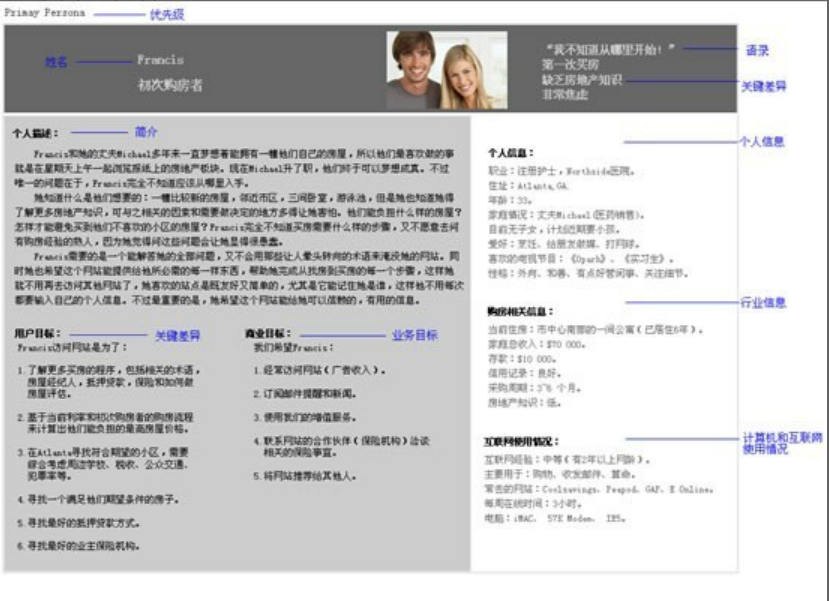 Primay Persona
优先级
姓名
Francis
初次购房者
“我不知道从哪里开始！”
第一次买房
缺乏房地产知识
非常焦虑
语录
关键差异
个人描述：
简介
Francis和她的丈夫Michael多年来一直梦想着能拥有一幢他们自己的房屋，所以他们最喜欢做的事
就是在星期天上午一起浏览报纸上的房地产板块。现在Michael升了职，他们终于可以梦想成真。不过
唯一的问题在于，Francis完全不知道应该从哪里入手。
她知道什么是他们想要的：一幢比较新的房屋，邻近市区，三间卧室，游泳池，但是她也知道她得
了解更多房地产知识，可与之相关的因素和需要做决定的地方多得让她害怕。他们能负担什么样的房屋？
怎样才能避免买到他们不喜欢的小区的房屋？Francis完全不知道买房需要什么样的步骤，又不愿意去问
有购房经验的熟人，因为她觉得问这些问题会让她显得很愚蠢。
Francis需要的是一个能解答她的全部问题，又不会用那些让人晕头转向的术语来淹没她的网站。同
时她也希望这个网站能提供给他所必需的每一样东西，帮助她完成从找房到买房的每一个步骤，这样她
就不用再去访问其他网站了，她喜欢的站点是既友好又简单的，尤其是它能记住她是谁，这样他不用每次
都要输入自己的个人信息。不过最重要的是，她希望这个网站能给她可以信赖的，有用的信息。
用户目标：
关键差异
Francis访问网站是为了：
1. 了解更多买房的程序，包括相关的术语，
房屋经纪人，抵押贷款，保险和如何做
房屋评估。
2. 基于当前利率和初次购房者的购房流程
来计算出他们能负担的最高房屋价格。
3. 在Atlanta寻找符合期望的小区，需要
综合考虑周边学校、税收、公众交通、
犯罪率等。
4. 寻找一个满足他们期望条件的房子。
5. 寻找最好的抵押贷款方式。
6. 寻找最好的业主保险机构。
商业目标：
业务目标
我们希望Francis：
1. 经常访问网站（广告收入）。
2. 订阅邮件提醒和新闻。
3. 使用我们的增值服务。
4. 联系网站的合作伙伴（保险机构）洽谈
相关的保险事宜。
5. 将网站推荐给其他人。
个人信息
个人信息：
职业：注册护士，Northside医院。
住址：Atlanta,GA.
年龄：33。
家庭情况：丈夫Michael(医药销售)。
目前无子女，计划近期要小孩。
爱好：烹饪、给朋友做媒、打网球。
喜欢的电视节目：《Oparh》、《实习生》。
性格：外向、和善、有点好管闲事、关注细节。
行业信息
购房相关信息：
当前住房：市中心南部的一间公寓（已居住6年）。
家庭总收入：$70 000。
存款：$10 000。
信用记录：良好。
采购周期：3~6 个月。
房地产知识：低。
计算机和互联网
使用情况
互联网使用情况：
互联网经验：中等（有2年以上网龄）。
主要用于：购物、收发邮件、算命。
常去的网站：Coolsavings、Peapod、GAP、E Online。
每周在线时间：3小时。
电脑：iMAC、 57K Modem、 IE5。